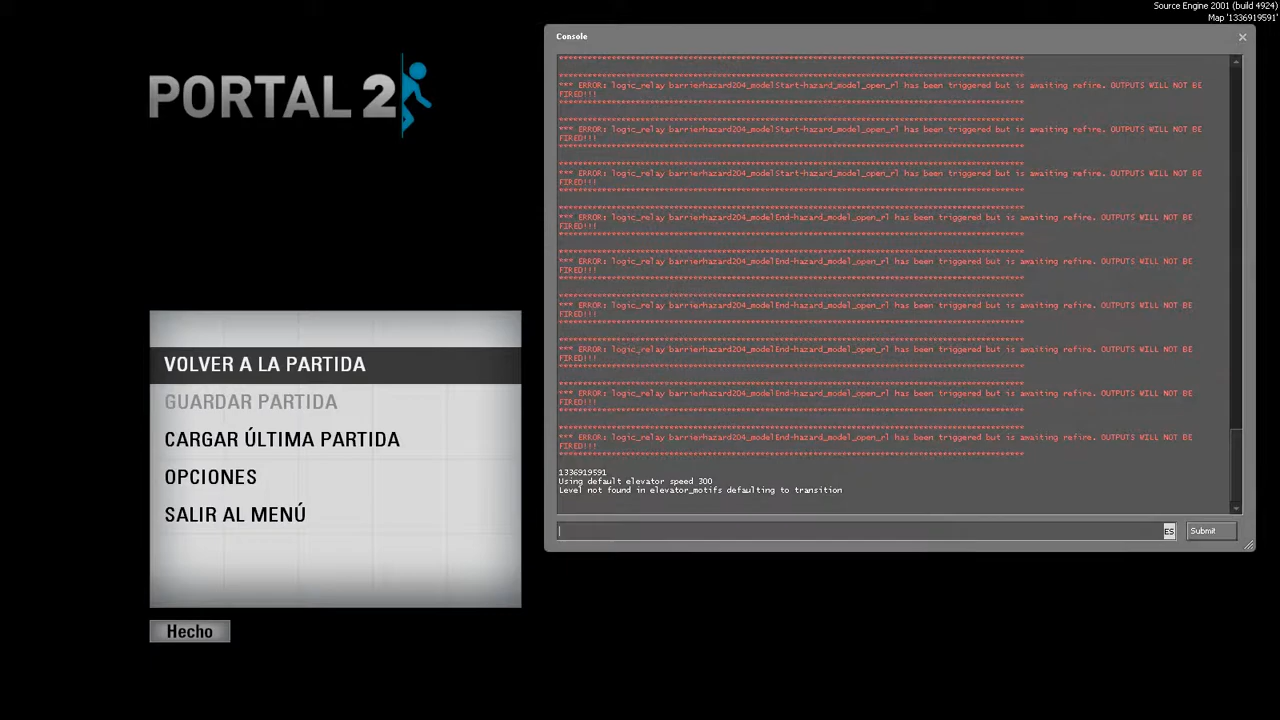 Source Engine 2001 (build 4924)
Map '1336919591'
PORTAL 2
Console
*** ERROR: logic_relay barrierhazard204_modelStart-hazard_model_open_rl has been triggered but is awaiting refire. OUTPUTS WILL NOT BE
FIRED!!!
*** ERROR: logic_relay barrierhazard204_modelStart-hazard_model_open_rl has been triggered but is awaiting refire. OUTPUTS WILL NOT BE
FIRED!!!
*** ERROR: logic_relay barrierhazard204_modelStart-hazard_model_open_rl has been triggered but is awaiting refire. OUTPUTS WILL NOT BE
FIRED!!!
*** ERROR: logic_relay barrierhazard204_modelEnd-hazard_model_open_rl has been triggered but is awaiting refire. OUTPUTS WILL NOT BE
FIRED!!!
*** ERROR: logic_relay barrierhazard204_modelEnd-hazard_model_open_rl has been triggered but is awaiting refire. OUTPUTS WILL NOT BE
FIRED!!!
*** ERROR: logic_relay barrierhazard204_modelEnd-hazard_model_open_rl has been triggered but is awaiting refire. OUTPUTS WILL NOT BE
FIRED!!!
*** ERROR: logic_relay barrierhazard204_modelEnd-hazard_model_open_rl has been triggered but is awaiting refire. OUTPUTS WILL NOT BE
FIRED!!!
*** ERROR: logic_relay barrierhazard204_modelEnd-hazard_model_open_rl has been triggered but is awaiting refire. OUTPUTS WILL NOT BE
FIRED!!!
*** ERROR: logic_relay barrierhazard204_modelEnd-hazard_model_open_rl has been triggered but is awaiting refire. OUTPUTS WILL NOT BE
FIRED!!!
1336919591
Using default elevator speed 300
Level not found in elevator_motifs defaulting to transition
ES
Submit
VOLVER A LA PARTIDA
GUARDAR PARTIDA
CARGAR ÚLTIMA PARTIDA
OPCIONES
SALIR AL MENÚ
Hecho